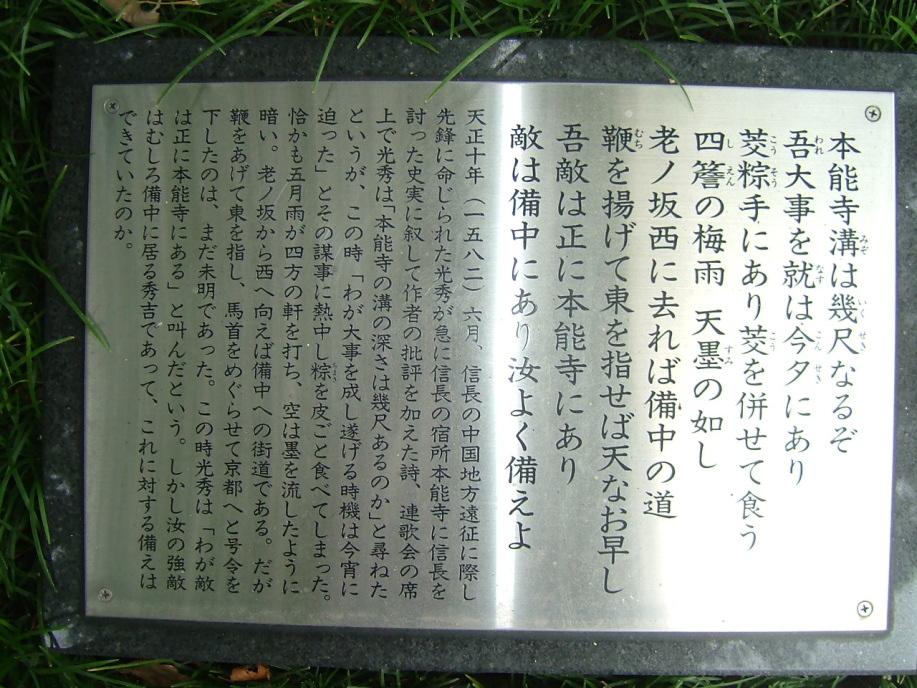 本能寺溝は幾尺なるぞ
吾大事を就は今夕にあり
茭粽手にあり茭を併せて食う
四簷の梅雨 天墨の如し
老ノ坂西に去れば備中の道
鞭を揚げて東を指せば天なお早し
吾敵は正に本能寺にあり
敵は備中にあり汝よく備えよ
天正十年(一五八二)六月、信長の中国地方遠征に際し
先鋒に命じられた光秀が急に信長の宿所本能寺に信長を
討った史実に叙して作者の批評を加えた詩、連歌会の席
上で光秀は「本能寺の溝の深さは幾尺あるのか」と尋ねた
というが、この時「わが大事を成し遂げる時機は今宵に
迫った」とその謀事に熱中し粽を皮ごと食べてしまった。
恰かも五月雨が四方の軒を打ち、空は墨を流したように
暗い。老ノ坂から西へ向えば備中への街道である。だが
鞭をあげて東を指し、馬首をめぐらせて京都へと号令を
下したのは、まだ未明であった。この時光秀は「わが敵
は正に本能寺にある」と叫んだという。しかし汝の強敵
はむしろ備中に居る秀吉であって、これに対する備えは
できていたのか。